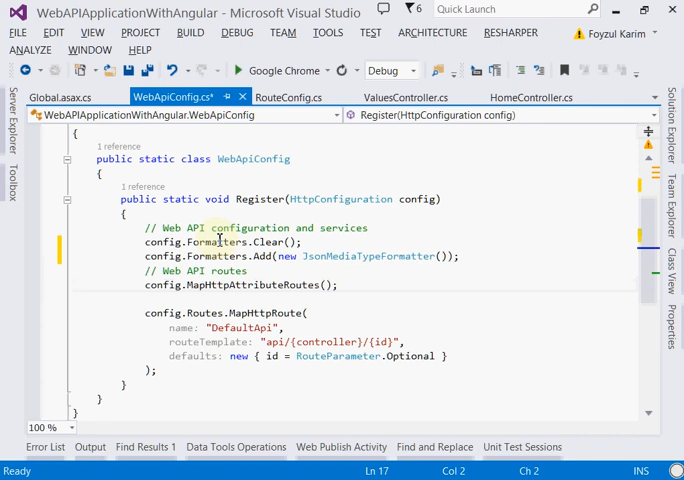 WebAPIApplicationWithAngular - Microsoft Visual Studio
6
Quick Launch
FILE EDIT VIEW PROJECT BUILD DEBUG TEAM TOOLS TEST ARCHITECTURE RESHARPER
Foyzul Karim
ANALYZE WINDOW HELP
Google Chrome
Debug
Global.asax.cs WebApiConfig.cs* RouteConfig.cs ValuesController.cs HomeController.cs
WebAPIApplicationWithAngular.WebApiConfig
Register(HttpConfiguration config)
Server Explorer
Toolbox
{
1 reference
public static class WebApiConfig
{
1 reference
public static void Register(HttpConfiguration config)
{
// Web API configuration and services
config.Formatters.Clear();
config.Formatters.Add(new JsonMediaTypeFormatter());
// Web API routes
config.MapHttpAttributeRoutes();
config.Routes.MapHttpRoute(
name: "DefaultApi",
routeTemplate: "api/{controller}/{id}",
defaults: new { id = RouteParameter.Optional }
);
}
}
}
Solution Explorer
Team Explorer
Class View
Properties
100 %
Error List Output Find Results 1 Data Tools Operations Web Publish Activity Find and Replace Unit Test Sessions
Ready Ln 17 Col 2 Ch 2 INS